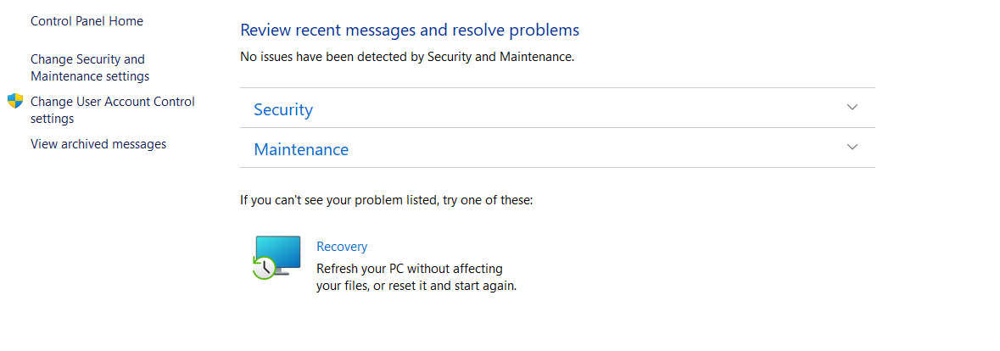 Control Panel Home
Change Security and
Maintenance settings
Change User Account Control
settings
View archived messages
Review recent messages and resolve problems
No issues have been detected by Security and Maintenance.
Security
Maintenance
If you can't see your problem listed, try one of these:
Recovery
Refresh your PC without affecting
your files, or reset it and start again.